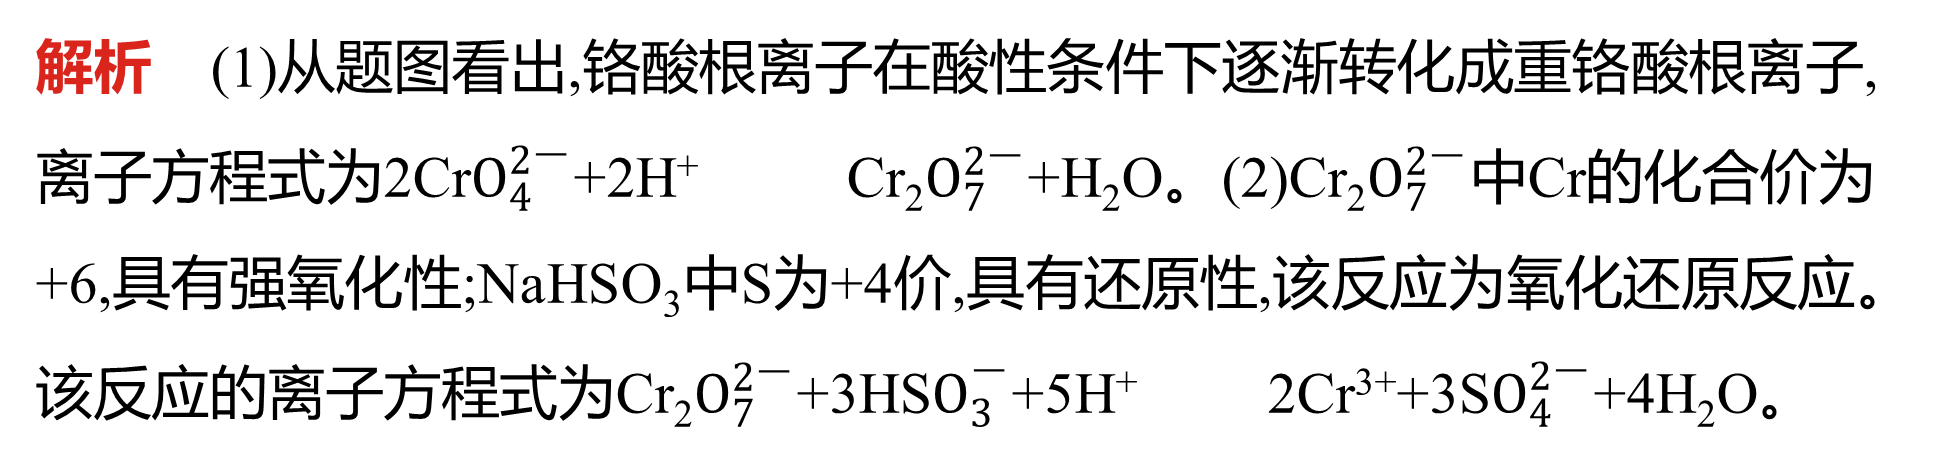 解析 (1)从题图看出,铬酸根离子在酸性条件下逐渐转化成重铬酸根离子,
离子方程式为2CrO₄²⁻+2H⁺ Cr₂O₇²⁻+H₂O。(2)Cr₂O₇²⁻中Cr的化合价为
+6,具有强氧化性;NaHSO₃中S为+4价,具有还原性,该反应为氧化还原反应。
该反应的离子方程式为Cr₂O₇²⁻+3HSO₃⁻+5H⁺ 2Cr³⁺+3SO₄²⁻+4H₂O。